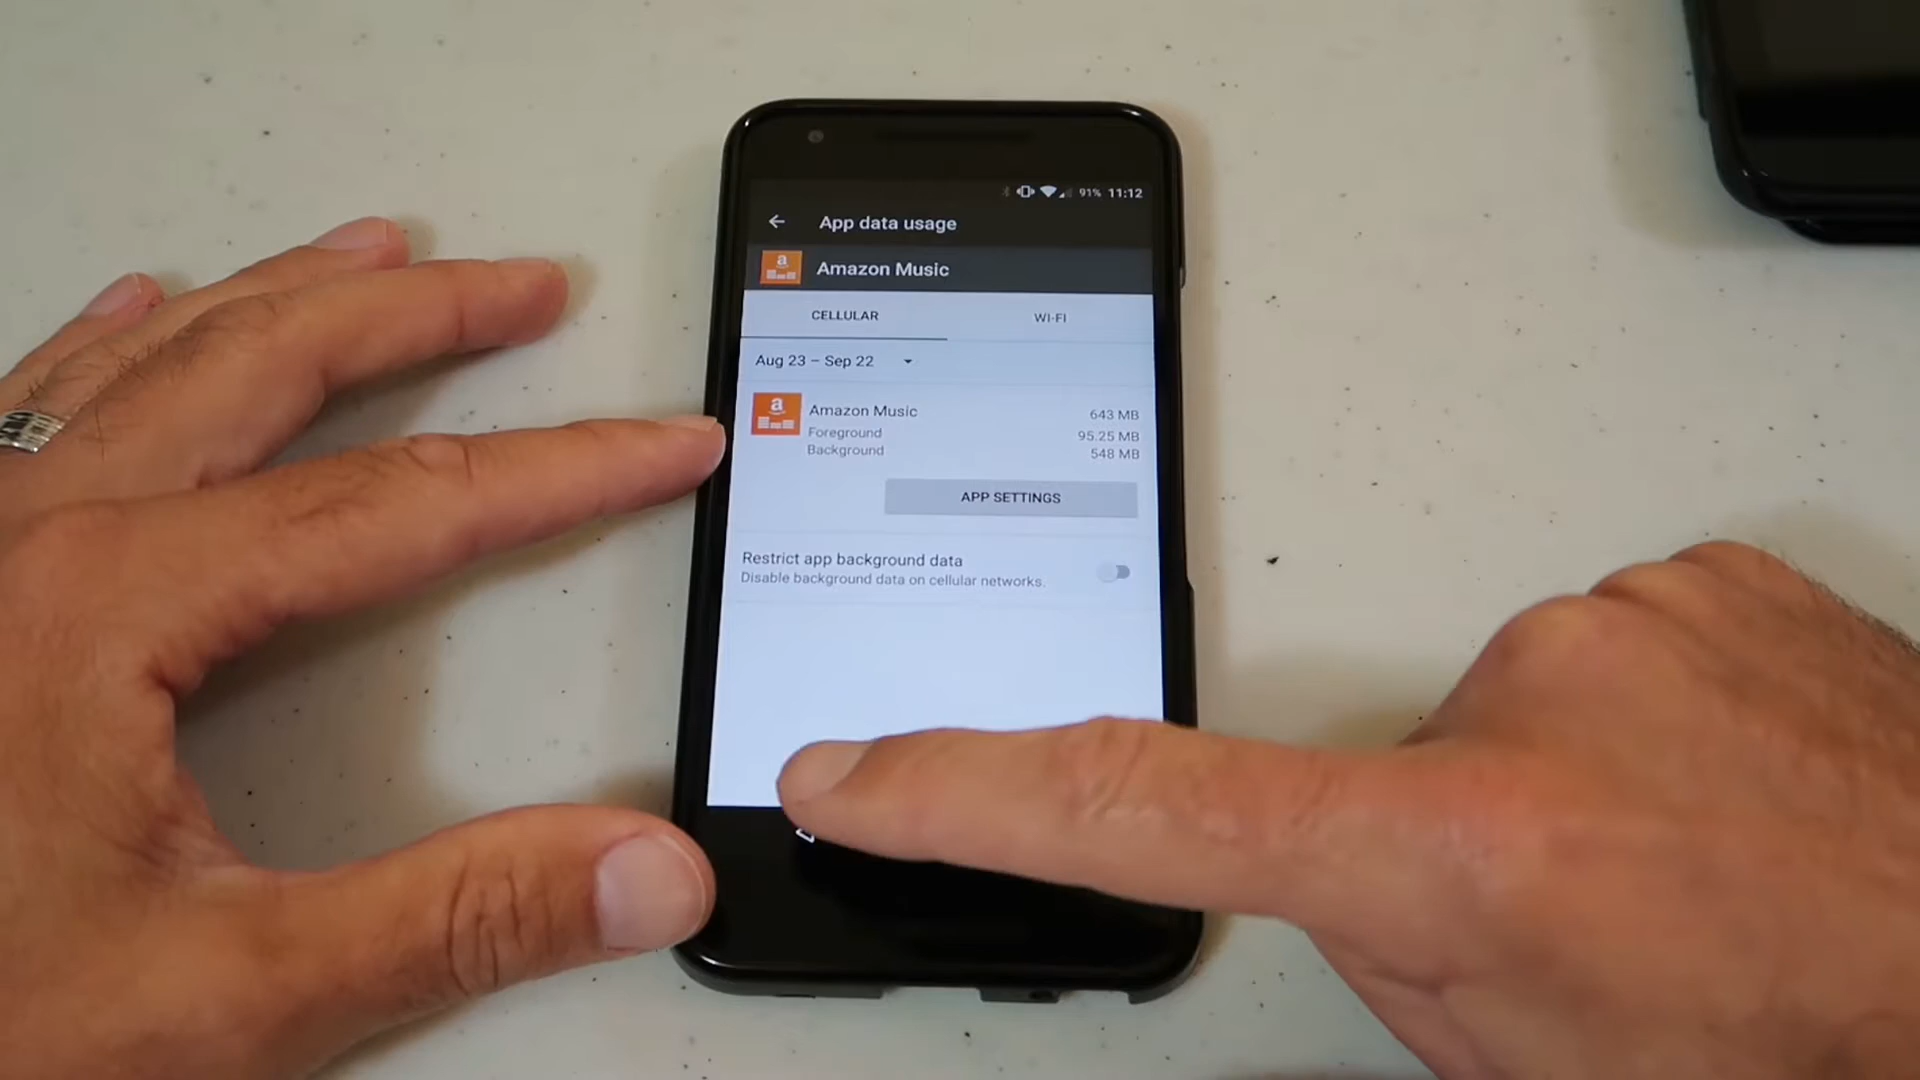 91% 11:12
App data usage
a
Amazon Music
CELLULAR WI-FI
Aug 23 – Sep 22
a
Amazon Music 643 MB
Foreground 95.25 MB
Background 548 MB
APP SETTINGS
Restrict app background data
Disable background data on cellular networks.